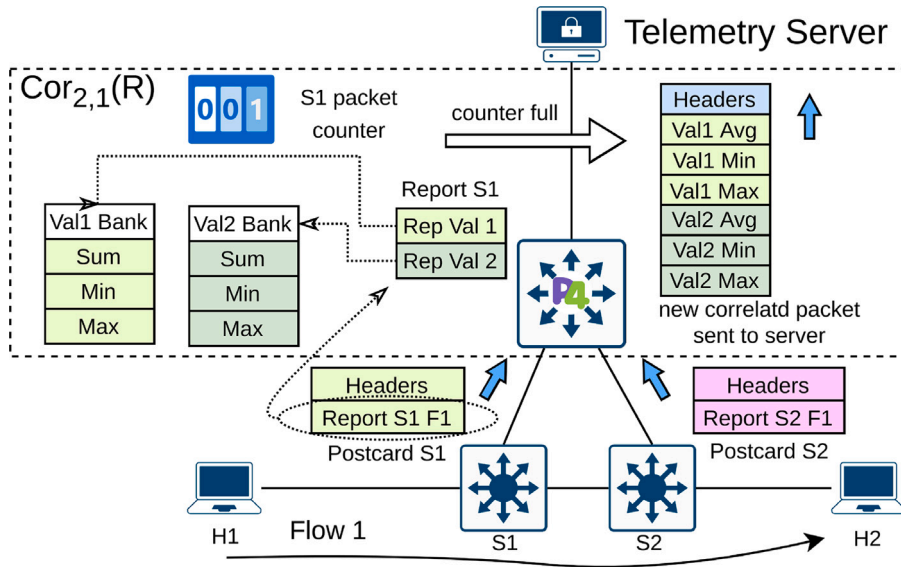 Telemetry Server
Cor2,1(R)
001
S1 packet
counter
counter full
Headers
Val1 Avg
Val1 Min
Val1 Max
Val2 Avg
Val2 Min
Val2 Max
new correlatd packet
sent to server
Report S1
Rep Val 1
Rep Val 2
Val1 Bank
Sum
Min
Max
Val2 Bank
Sum
Min
Max
P4
Headers
Report S1 F1
Postcard S1
Headers
Report S2 F1
Postcard S2
H1
Flow 1
S1
S2
H2